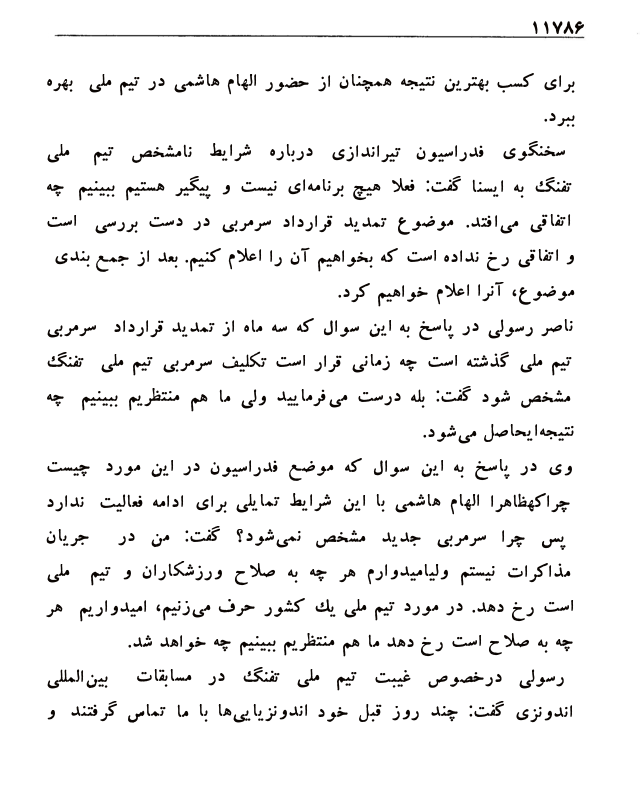 ۱۱۷۸۶
برای کسب بهترین نتیجه همچنان از حضور الهام هاشمی در تیم ملی بهره
ببرد.
سخنگوی فدراسیون تیراندازی درباره شرایط نامشخص تیم ملی
تفنگ به ایسنا گفت: فعلا هیچ برنامه‌ای نیست و پیگیر هستیم ببینیم چه
اتفاقی می‌افتد. موضوع تمدید قرارداد سرمربی در دست بررسی است
و اتفاقی رخ نداده است که بخواهیم آن را اعلام کنیم. بعد از جمع بندی
موضوع، آنرا اعلام خواهیم کرد.
ناصر رسولی در پاسخ به این سوال که سه ماه از تمدید قرارداد سرمربی
تیم ملی گذشته است چه زمانی قرار است تکلیف سرمربی تیم ملی تفنگ
مشخص شود گفت: بله درست می‌فرمایید ولی ما هم منتظریم ببینیم چه
نتیجه‌ایحاصل می‌شود.
وی در پاسخ به این سوال که موضع فدراسیون در این مورد چیست
چراکهظاهرا الهام هاشمی با این شرایط تمایلی برای ادامه فعالیت ندارد
پس چرا سرمربی جدید مشخص نمی‌شود؟ گفت: من در جریان
مذاکرات نیستم ولیامیدوارم هر چه به صلاح ورزشکاران و تیم ملی
است رخ دهد. در مورد تیم ملی یك کشور حرف می‌زنیم، امیدواریم هر
چه به صلاح است رخ دهد ما هم منتظریم ببینیم چه خواهد شد.
رسولی درخصوص غیبت تیم ملی تفنگ در مسابقات بین‌المللی
اندونزی گفت: چند روز قبل خود اندونزیایی‌ها با ما تماس گرفتند و